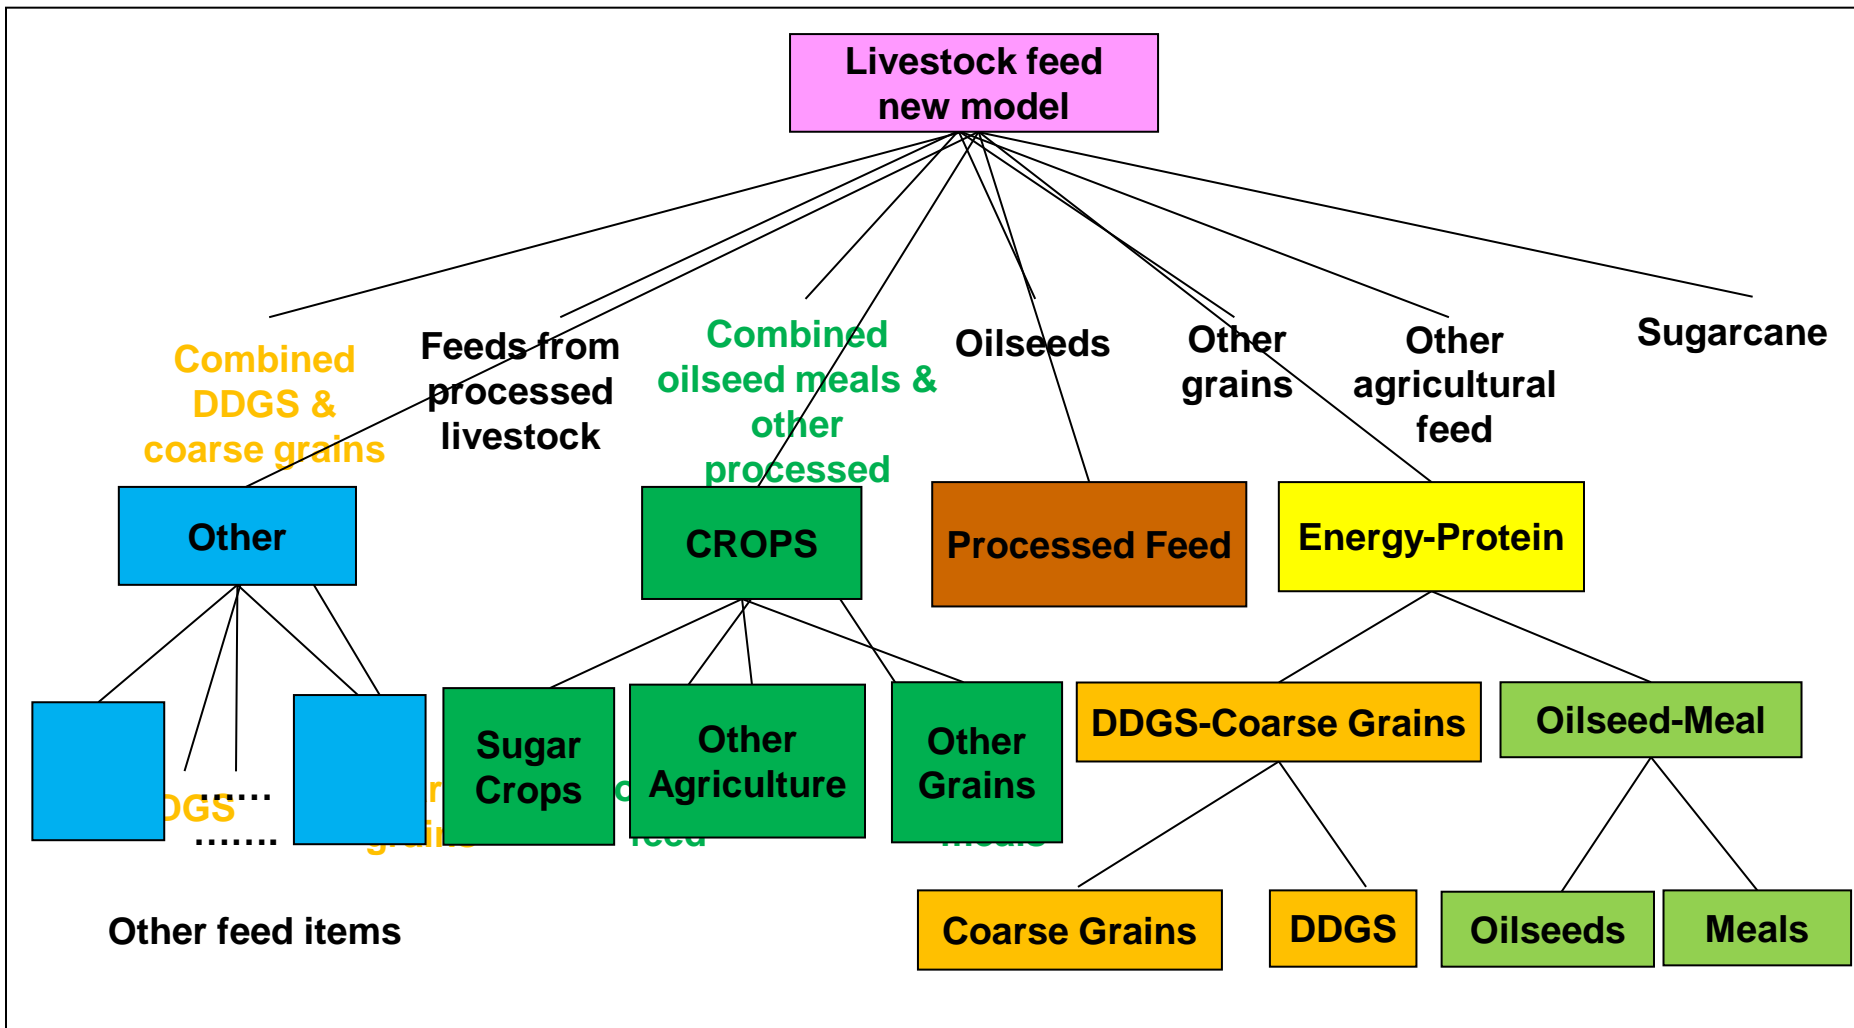 Livestock feed
new model
Combined
DDGS &
coarse grains
Feeds from
processed
livestock
Combined
oilseed meals &
other
processed
Oilseeds
Other
grains
Other
agricultural
feed
Sugarcane
Other
CROPS
Processed Feed
Energy-Protein
Sugar
Crops
Other
Agriculture
Other
Grains
DDGS-Coarse Grains
Oilseed-Meal
......
.......
feed
meals
Other feed items
Coarse Grains
DDGS
Oilseeds
Meals